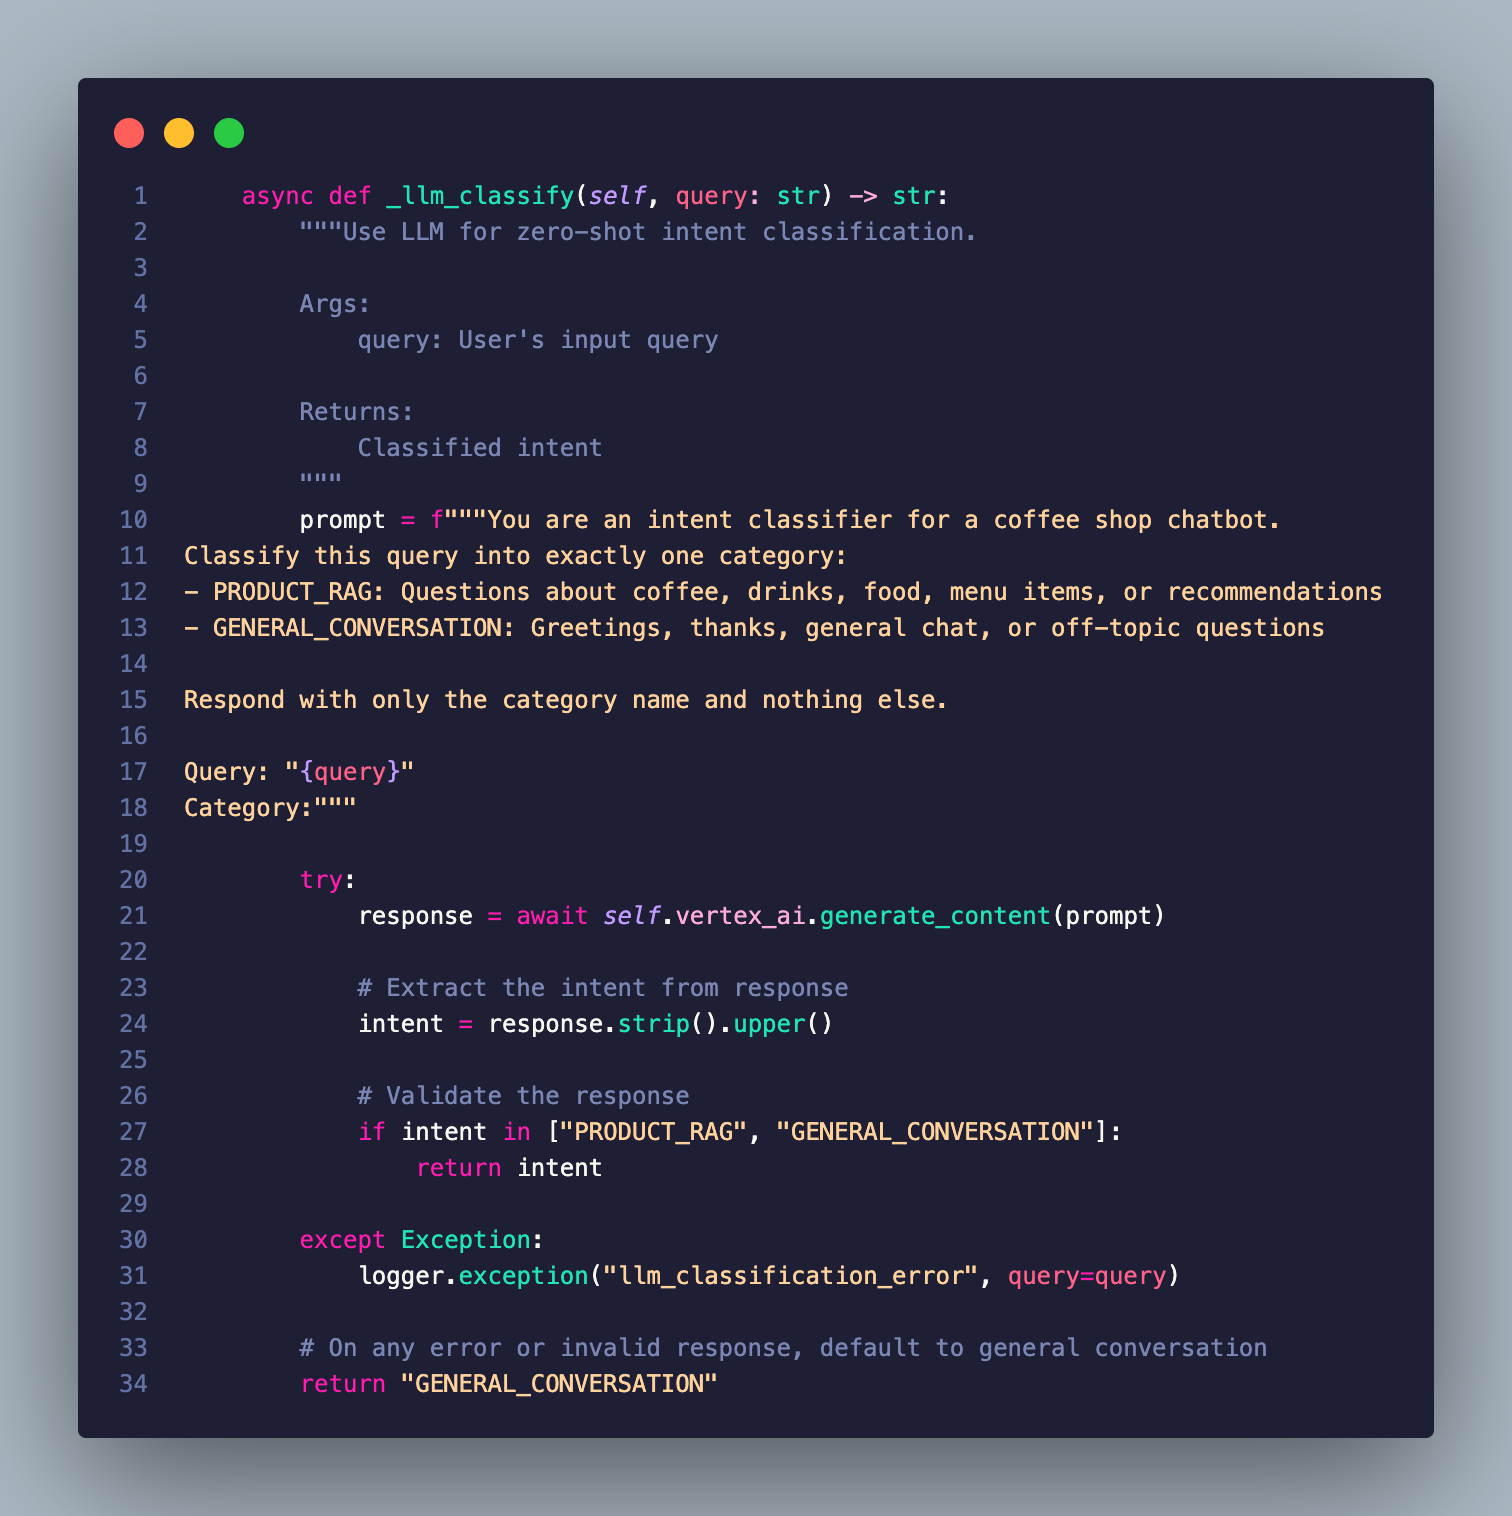 1 async def _llm_classify(self, query: str) -> str:
2 """Use LLM for zero-shot intent classification.
3
4 Args:
5 query: User's input query
6
7 Returns:
8 Classified intent
9 """
10 prompt = f"""You are an intent classifier for a coffee shop chatbot.
11 Classify this query into exactly one category:
12 - PRODUCT_RAG: Questions about coffee, drinks, food, menu items, or recommendations
13 - GENERAL_CONVERSATION: Greetings, thanks, general chat, or off-topic questions
14
15 Respond with only the category name and nothing else.
16
17 Query: "{query}"
18 Category:"""
19
20 try:
21 response = await self.vertex_ai.generate_content(prompt)
22
23 # Extract the intent from response
24 intent = response.strip().upper()
25
26 # Validate the response
27 if intent in ["PRODUCT_RAG", "GENERAL_CONVERSATION"]:
28 return intent
29
30 except Exception:
31 logger.exception("llm_classification_error", query=query)
32
33 # On any error or invalid response, default to general conversation
34 return "GENERAL_CONVERSATION"